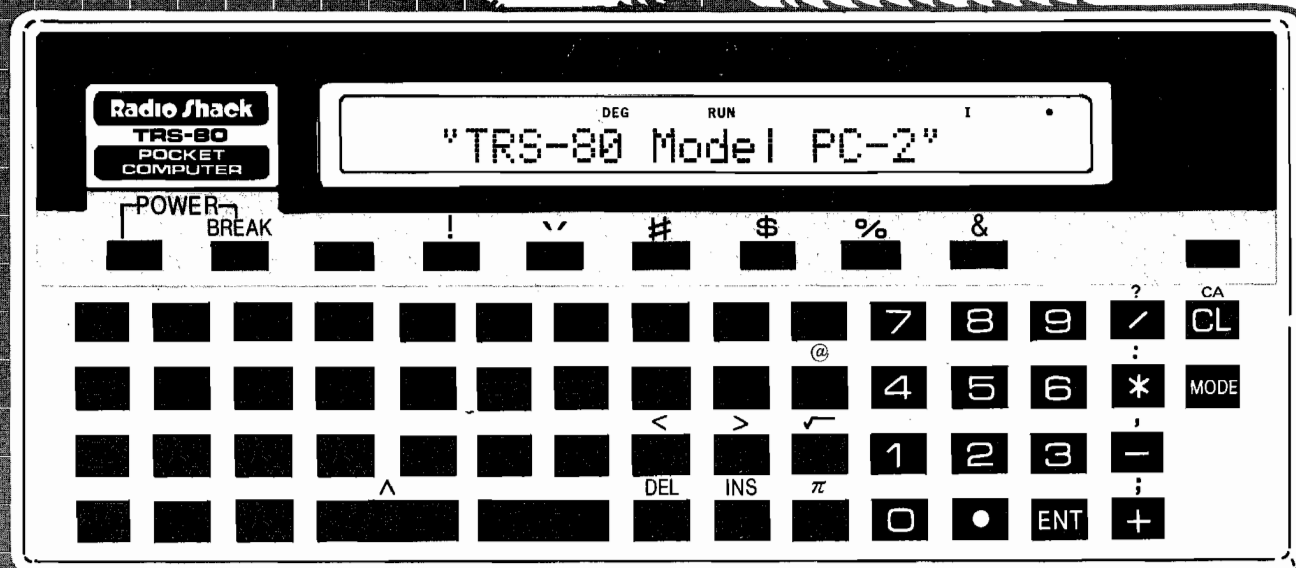 Radio Shack
TRS-80
POCKET
COMPUTER
DEG RUN I
"TRS-80 Model PC-2"
POWER
BREAK ! # $ % &
? CA
7 8 9 / CL
@ :
4 5 6 * MODE
< > √ ,
1 2 3 -
^ DEL INS π ;
0 • ENT +